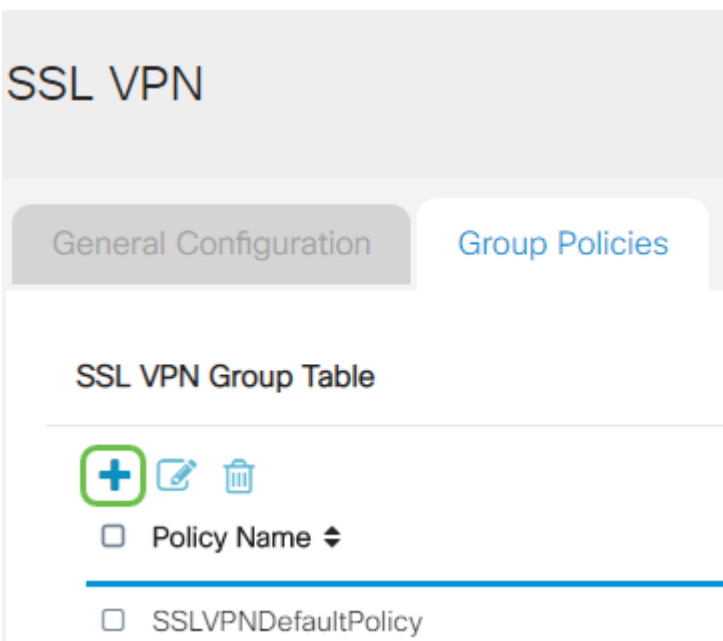 SSL VPN
General Configuration Group Policies
SSL VPN Group Table
Policy Name
SSLVPNDefaultPolicy